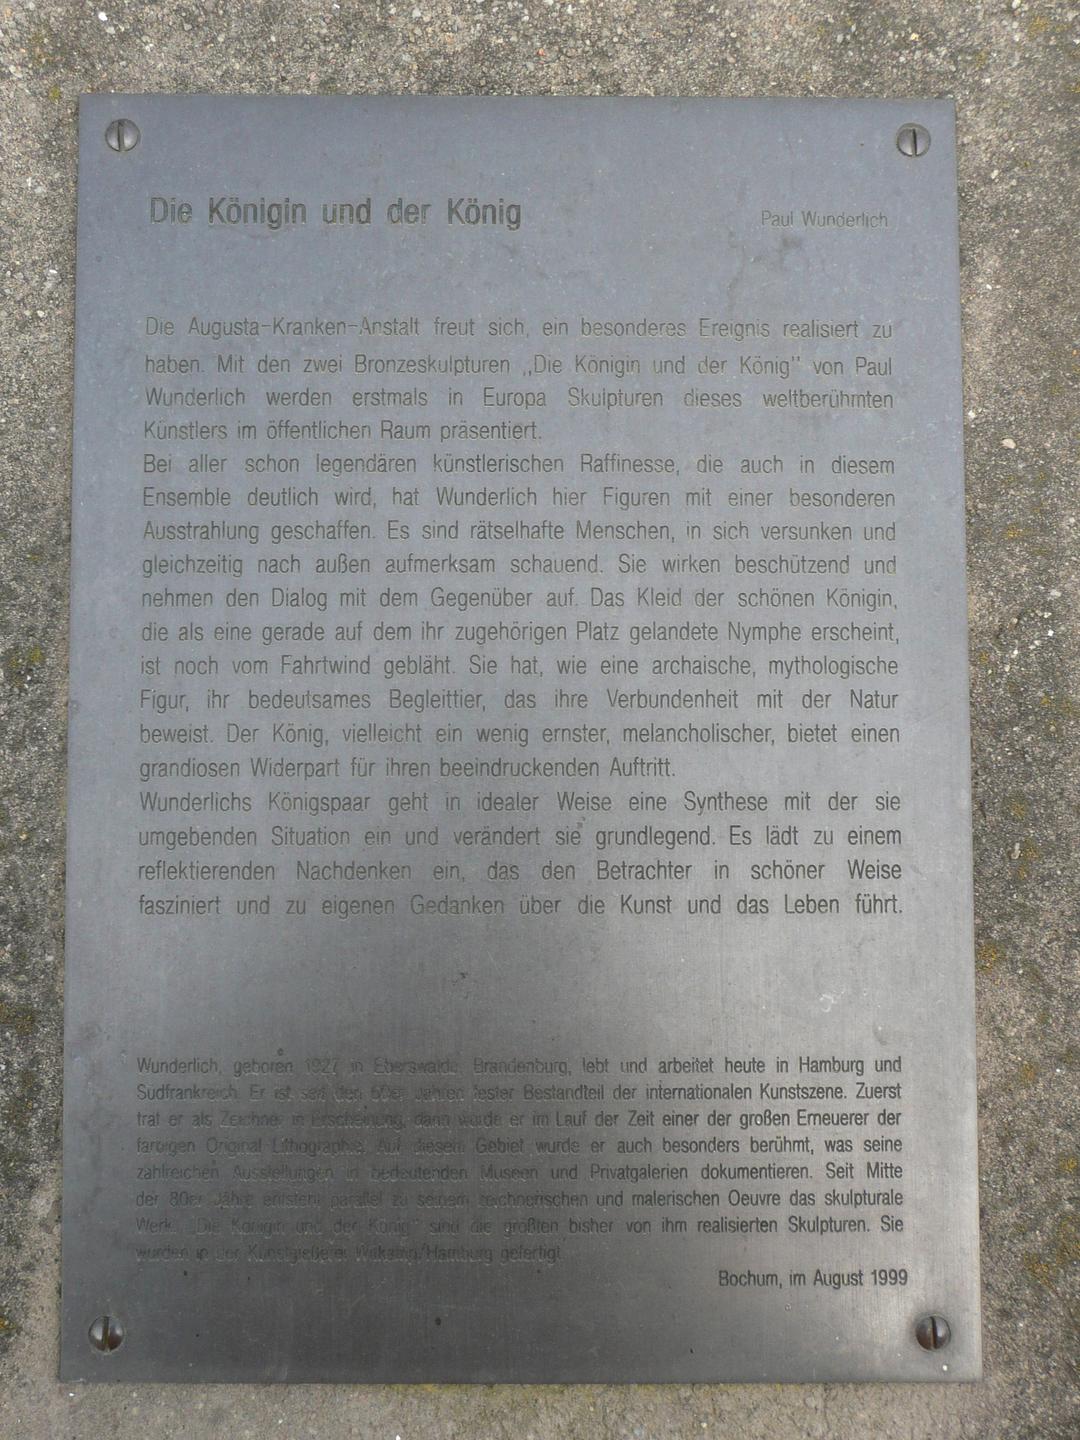 Die Königin und der König
Paul Wunderlich
Die Augusta-Kranken-Anstalt freut sich, ein besonderes Ereignis realisiert zu
haben. Mit den zwei Bronzeskulpturen „Die Königin und der König" von Paul
Wunderlich werden erstmals in Europa Skulpturen dieses weltberühmten
Künstlers im öffentlichen Raum präsentiert.
Bei aller schon legendären künstlerischen Raffinesse, die auch in diesem
Ensemble deutlich wird, hat Wunderlich hier Figuren mit einer besonderen
Ausstrahlung geschaffen. Es sind rätselhafte Menschen, in sich versunken und
gleichzeitig nach außen aufmerksam schauend. Sie wirken beschützend und
nehmen den Dialog mit dem Gegenüber auf. Das Kleid der schönen Königin,
die als eine gerade auf dem ihr zugehörigen Platz gelandete Nymphe erscheint,
ist noch vom Fahrtwind gebläht. Sie hat, wie eine archaische, mythologische
Figur, ihr bedeutsames Begleittier, das ihre Verbundenheit mit der Natur
beweist. Der König, vielleicht ein wenig ernster, melancholischer, bietet einen
grandiosen Widerpart für ihren beeindruckenden Auftritt.
Wunderlichs Königspaar geht in idealer Weise eine Synthese mit der sie
umgebenden Situation ein und verändert sie grundlegend. Es lädt zu einem
reflektierenden Nachdenken ein, das den Betrachter in schöner Weise
fasziniert und zu eigenen Gedanken über die Kunst und das Leben führt.
Wunderlich, geboren 1927 in Eberswalde, Brandenburg, lebt und arbeitet heute in Hamburg und
Südfrankreich. Er ist seit den 60er Jahren fester Bestandteil der internationalen Kunstszene. Zuerst
trat er als Zeichner in Erscheinung, dann wurde er im Lauf der Zeit einer der großen Erneuerer der
farbigen Original Lithographie. Auf diesem Gebiet wurde er auch besonders berühmt, was seine
zahlreichen Ausstellungen in bedeutenden Museen und Privatgalerien dokumentieren. Seit Mitte
der 80er Jahre entsteht parallel zu seinem zeichnerischen und malerischen Oeuvre das skulpturale
Werk. „Die Königin und der König" sind die größten bisher von ihm realisierten Skulpturen. Sie
wurden in der Kunstgießerei /Hamburg gefertigt.
Bochum, im August 1999